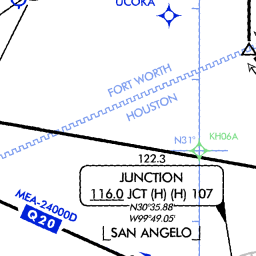 UCOKA
FORT WORTH
HOUSTON
N31°
KH06A
122.3
JUNCTION
116.0 JCT (H) (H) 107
N30°35.88'
W99°49.05'
SAN ANGELO
MEA-24000D
Q20